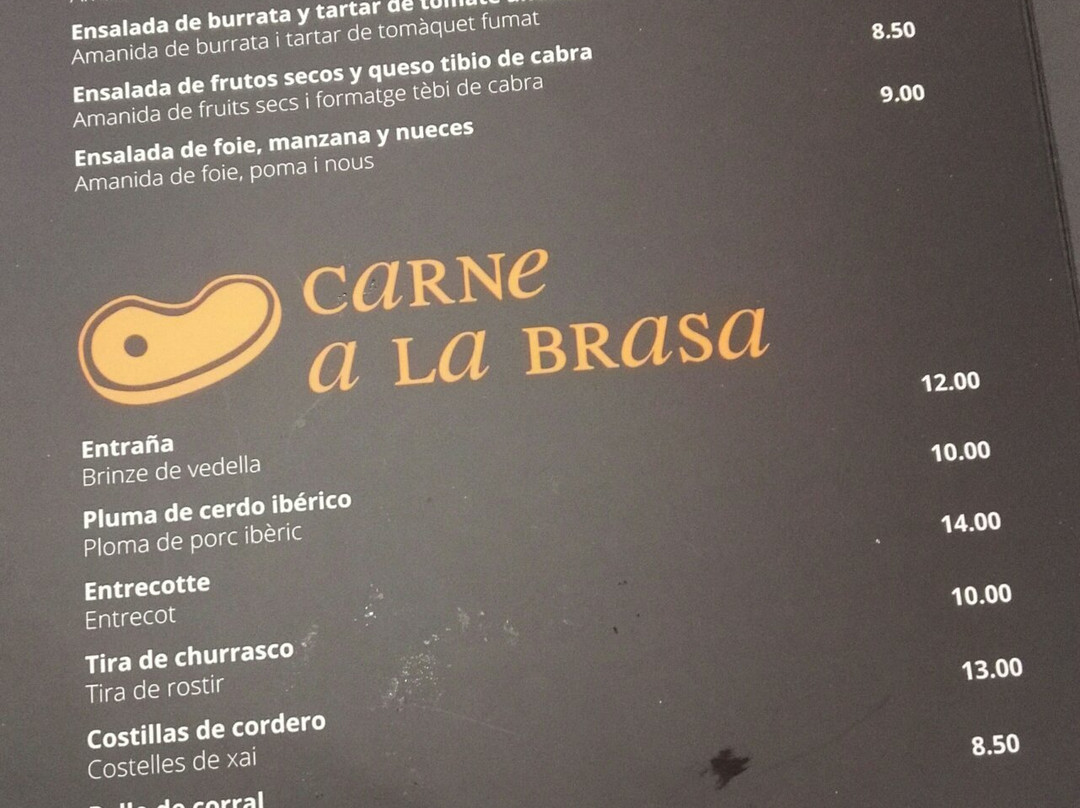 Ensalada de burrata y tartar de tomate
Amanida de burrata i tartar de tomàquet fumat
Ensalada de frutos secos y queso tibio de cabra 8.50
Amanida de fruits secs i formatge tèbi de cabra
Ensalada de foie, manzana y nueces 9.00
Amanida de foie, poma i nous
CaRNe
a La BRaSa
Entraña 12.00
Brinze de vedella
Pluma de cerdo ibérico 10.00
Ploma de porc ibèric
Entrecotte 14.00
Entrecot
Tira de churrasco 10.00
Tira de rostir
Costillas de cordero 13.00
Costelles de xai
Pollo de corral 8.50